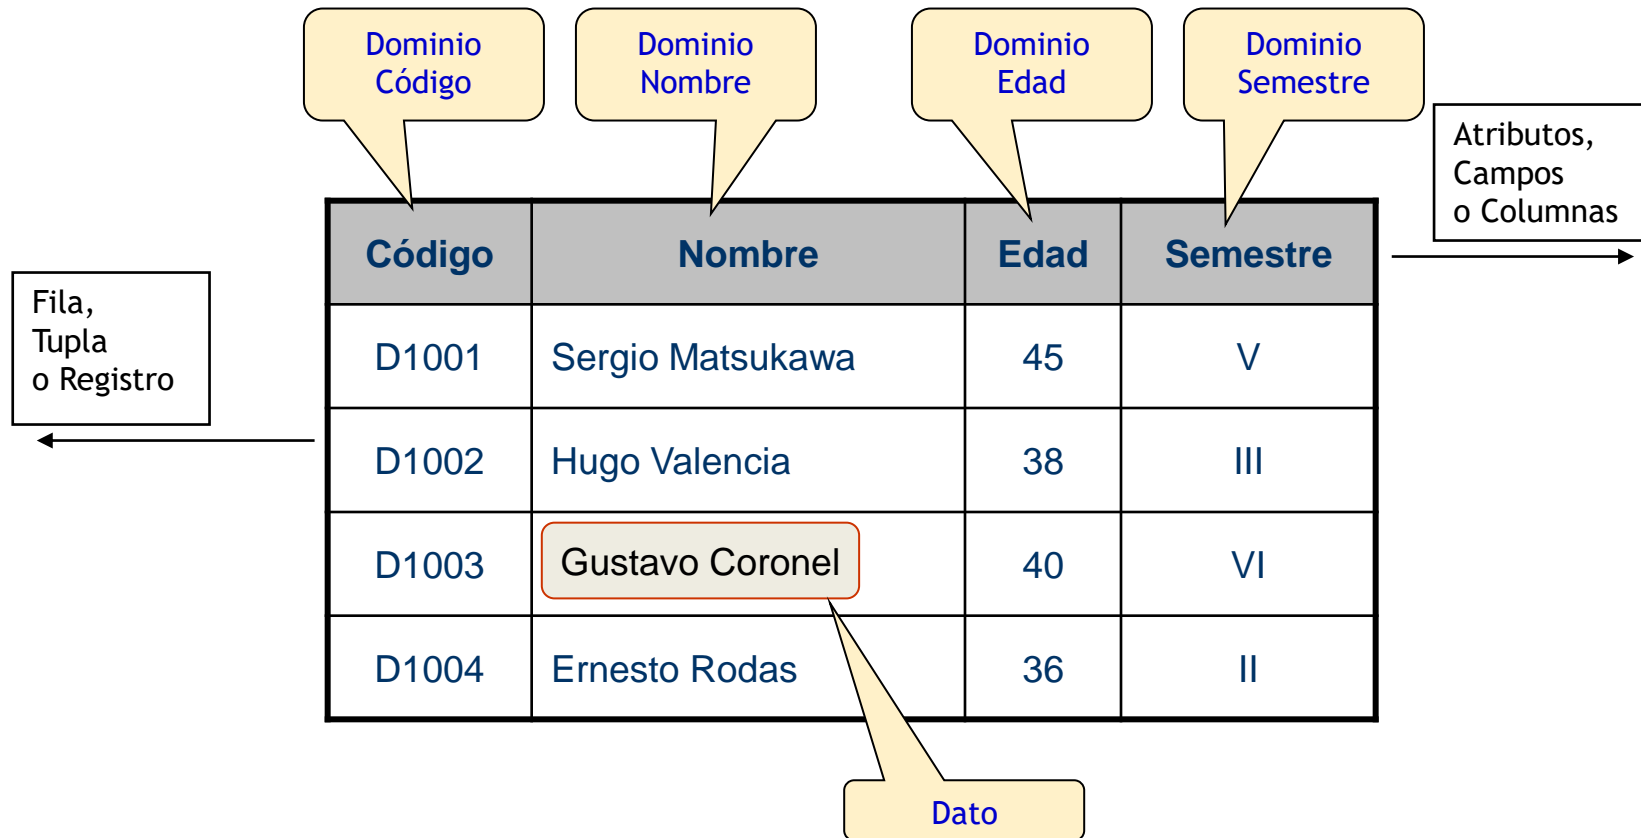 Dominio
Código
Dominio
Nombre
Dominio
Edad
Dominio
Semestre
Atributos,
Campos
o Columnas
Código Nombre Edad Semestre
Fila,
Tupla
o Registro
D1001 Sergio Matsukawa 45 V
D1002 Hugo Valencia 38 III
D1003 Gustavo Coronel 40 VI
D1004 Ernesto Rodas 36 II
Dato